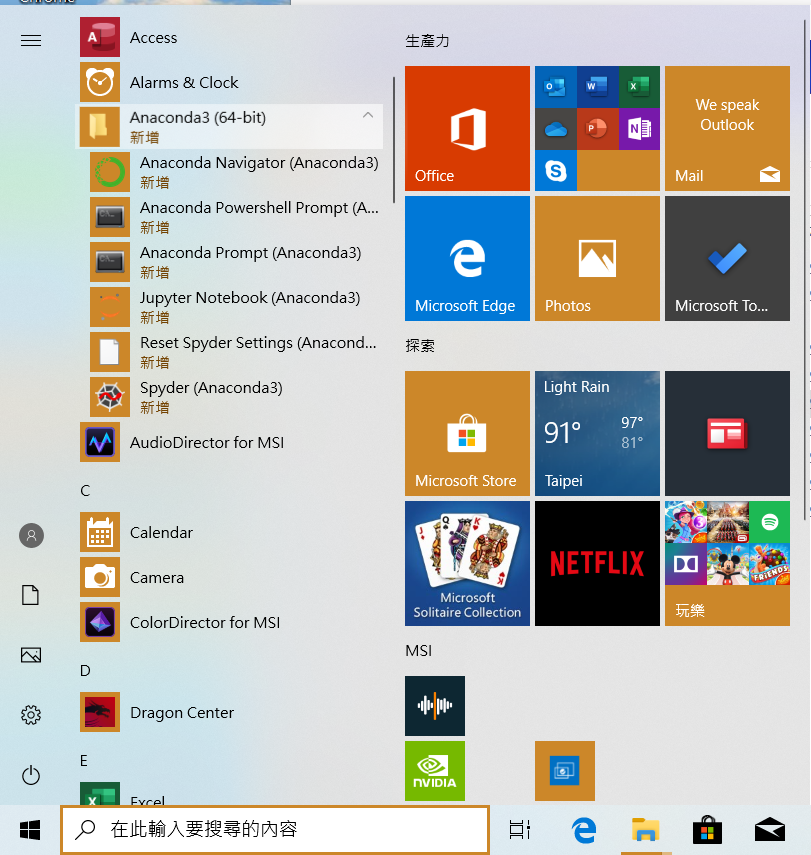 Chrome
Access
Alarms & Clock
Anaconda3 (64-bit)
新增
Anaconda Navigator (Anaconda3)
新增
Anaconda Powershell Prompt (A...
新增
Anaconda Prompt (Anaconda3)
新增
Jupyter Notebook (Anaconda3)
新增
Reset Spyder Settings (Anacond...
新增
Spyder (Anaconda3)
新增
AudioDirector for MSI
C
Calendar
Camera
ColorDirector for MSI
D
Dragon Center
E
Excel
生產力
Office
We speak
Outlook
Mail
Microsoft Edge
Photos
Microsoft To...
探索
Microsoft Store
Light Rain
91°
97°
81°
Taipei
Microsoft
Solitaire Collection
NETFLIX
FRIENDS
玩樂
MSI
NVIDIA
在此輸入要搜尋的內容